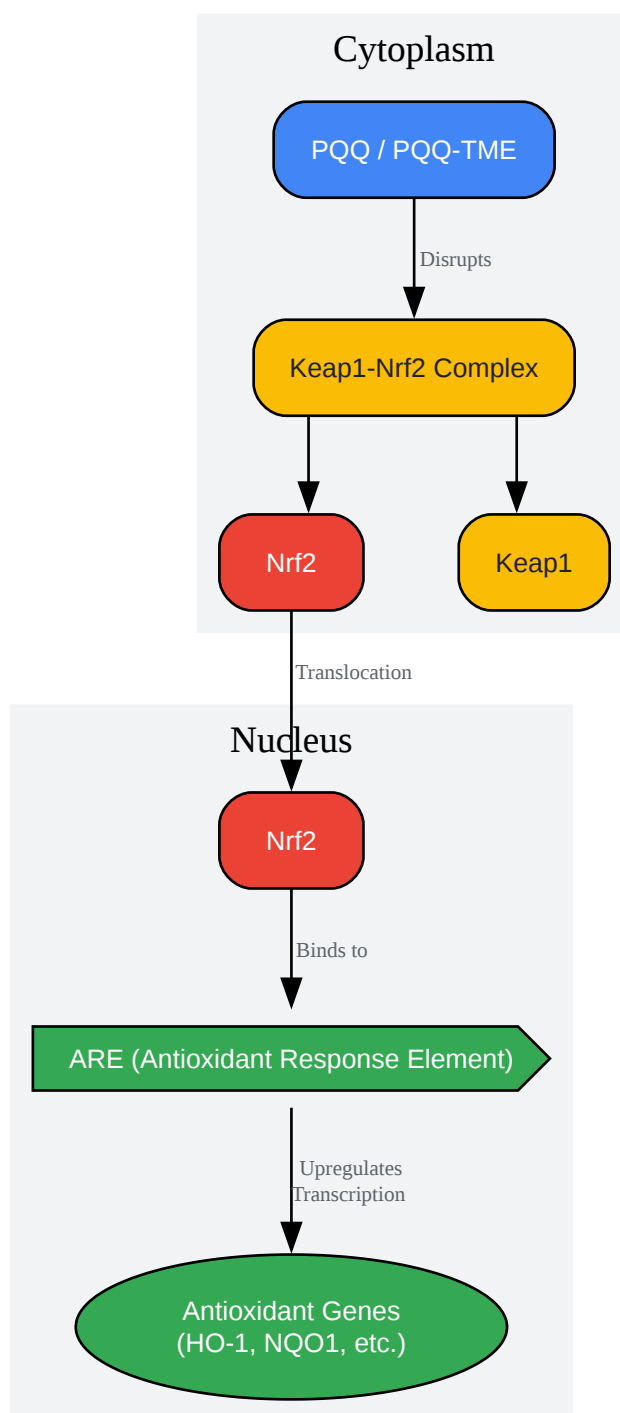 Cytoplasm
PQQ / PQQ-TME
Disrupts
Keap1-Nrf2 Complex
Nrf2
Keap1
Translocation
Nucleus
Nrf2
Binds to
ARE (Antioxidant Response Element)
Upregulates
Transcription
Antioxidant Genes
(HO-1, NQO1, etc.)